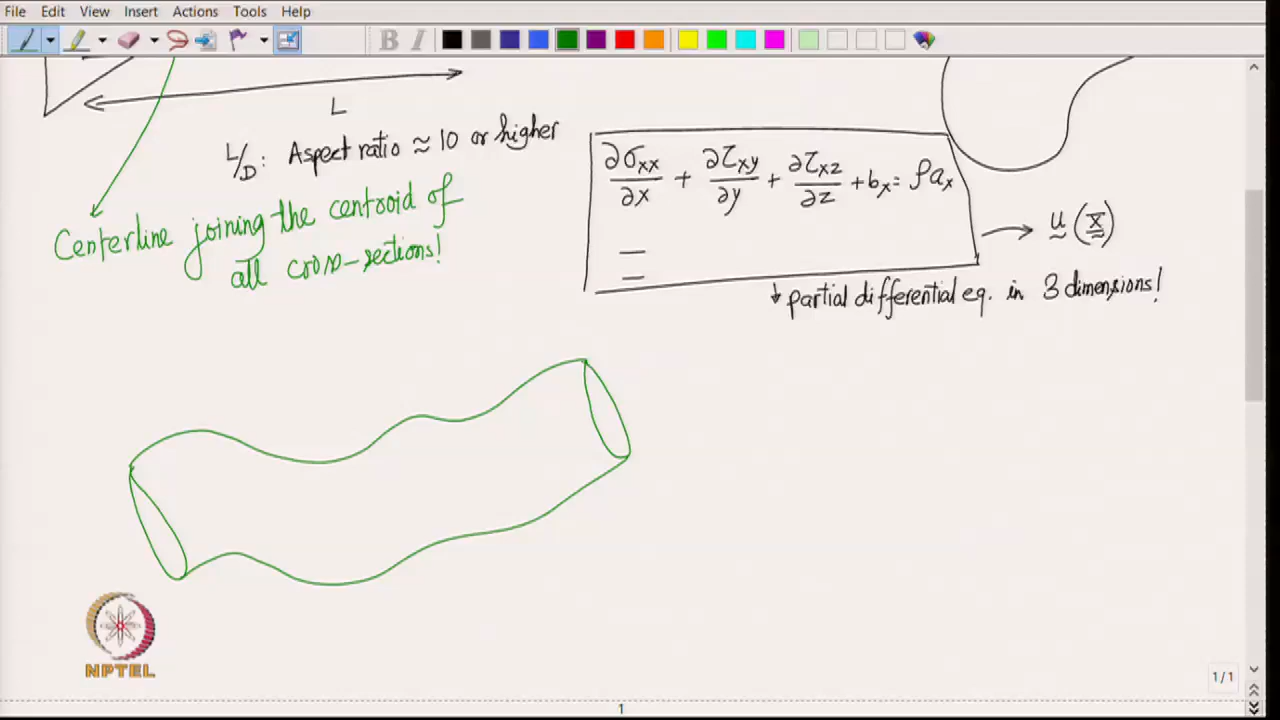 File Edit View Insert Actions Tools Help
B I
L
L/D: Aspect ratio ≈ 10 or higher
Centerline joining the centroid of
all cross-sections!
∂σxx/∂x + ∂τxy/∂y + ∂τxz/∂z + bx = ρax
u(x)
partial differential eq. in 3 dimensions!
NPTEL
1/1
1